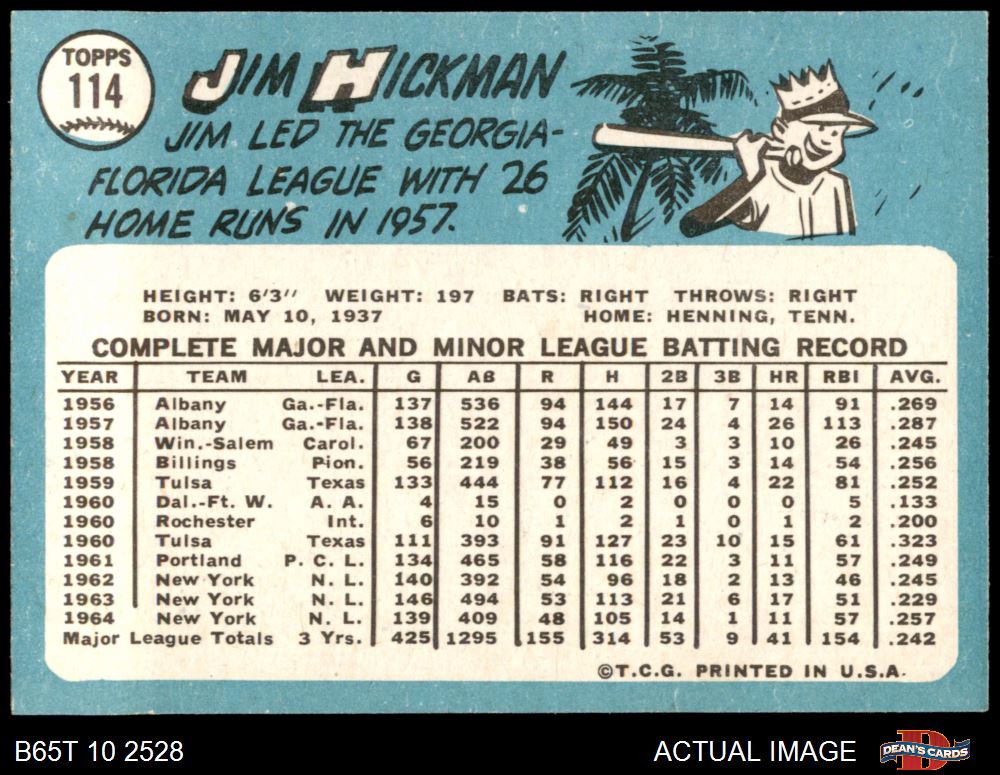 TOPPS
114
JIM HICKMAN
JIM LED THE GEORGIA-
FLORIDA LEAGUE WITH 26
HOME RUNS IN 1957.
HEIGHT: 6'3" WEIGHT: 197 BATS: RIGHT THROWS: RIGHT
BORN: MAY 10, 1937 HOME: HENNING, TENN.
COMPLETE MAJOR AND MINOR LEAGUE BATTING RECORD
YEAR TEAM LEA. G AB R H 2B 3B HR RBI AVG.
1956 Albany Ga.-Fla. 137 536 94 144 17 7 14 91 .269
1957 Albany Ga.-Fla. 138 522 94 150 24 4 26 113 .287
1958 Win.-Salem Carol. 67 200 29 49 3 3 10 26 .245
1958 Billings Pion. 56 219 38 56 15 3 14 54 .256
1959 Tulsa Texas 133 444 77 112 16 4 22 81 .252
1960 Dal.-Ft. W. A. A. 4 15 0 2 0 0 0 5 .133
1960 Rochester Int. 6 10 1 2 1 0 1 2 .200
1960 Tulsa Texas 111 393 91 127 23 10 15 61 .323
1961 Portland P. C. L. 134 465 58 116 22 3 11 57 .249
1962 New York N. L. 140 392 54 96 18 2 13 46 .245
1963 New York N. L. 146 494 53 113 21 6 17 51 .229
1964 New York N. L. 139 409 48 105 14 1 11 57 .257
Major League Totals 3 Yrs. 425 1295 155 314 53 9 41 154 .242
©T.C.G. PRINTED IN U.S.A.
B65T 10 2528 ACTUAL IMAGE DEAN'S CARDS